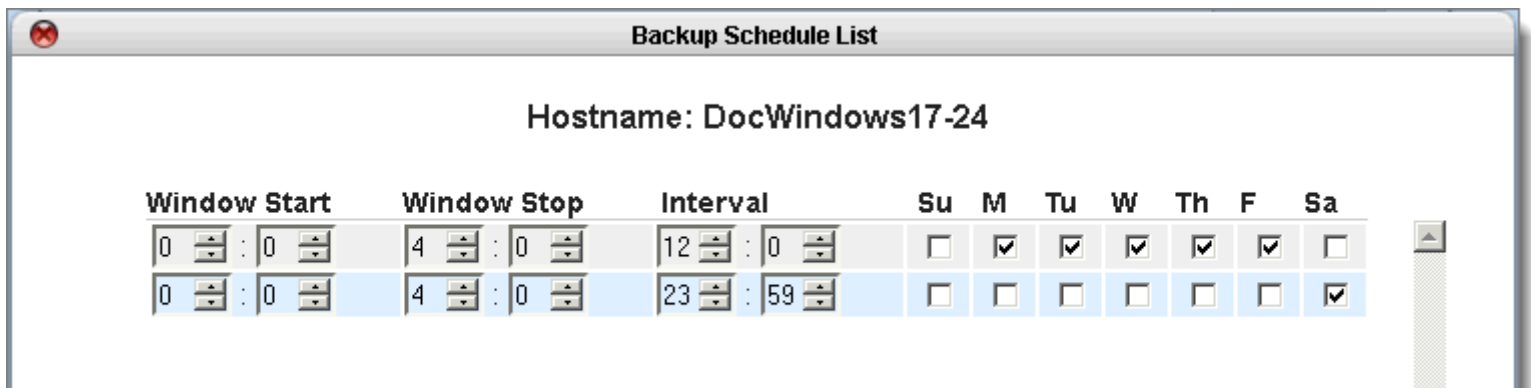 Backup Schedule List
Hostname: DocWindows17-24
Window Start Window Stop Interval Su M Tu W Th F Sa
0 : 0 4 : 0 12 : 0
0 : 0 4 : 0 23 : 59